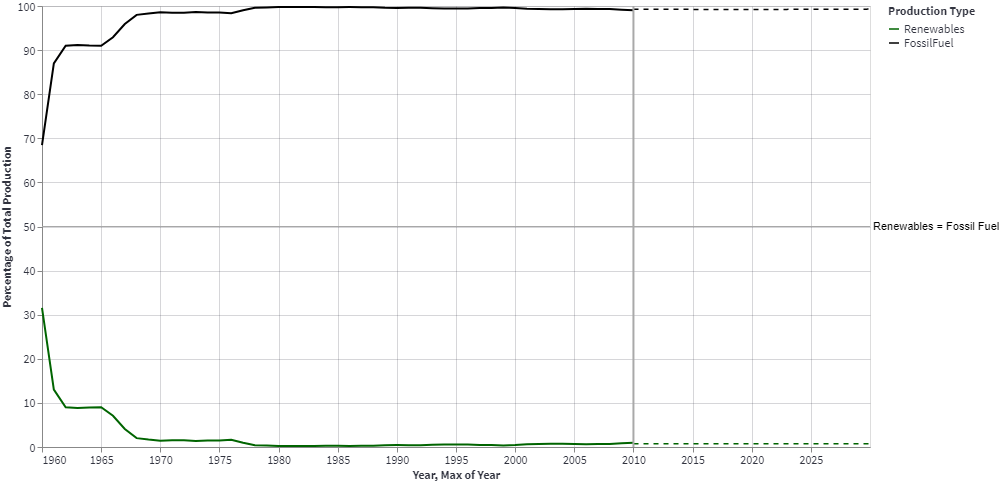 Production Type
Renewables
FossilFuel
100
90
80
70
60
50
40
30
20
10
0
Percentage of Total Production
Renewables = Fossil Fuel
1960 1965 1970 1975 1980 1985 1990 1995 2000 2005 2010 2015 2020 2025
Year, Max of Year